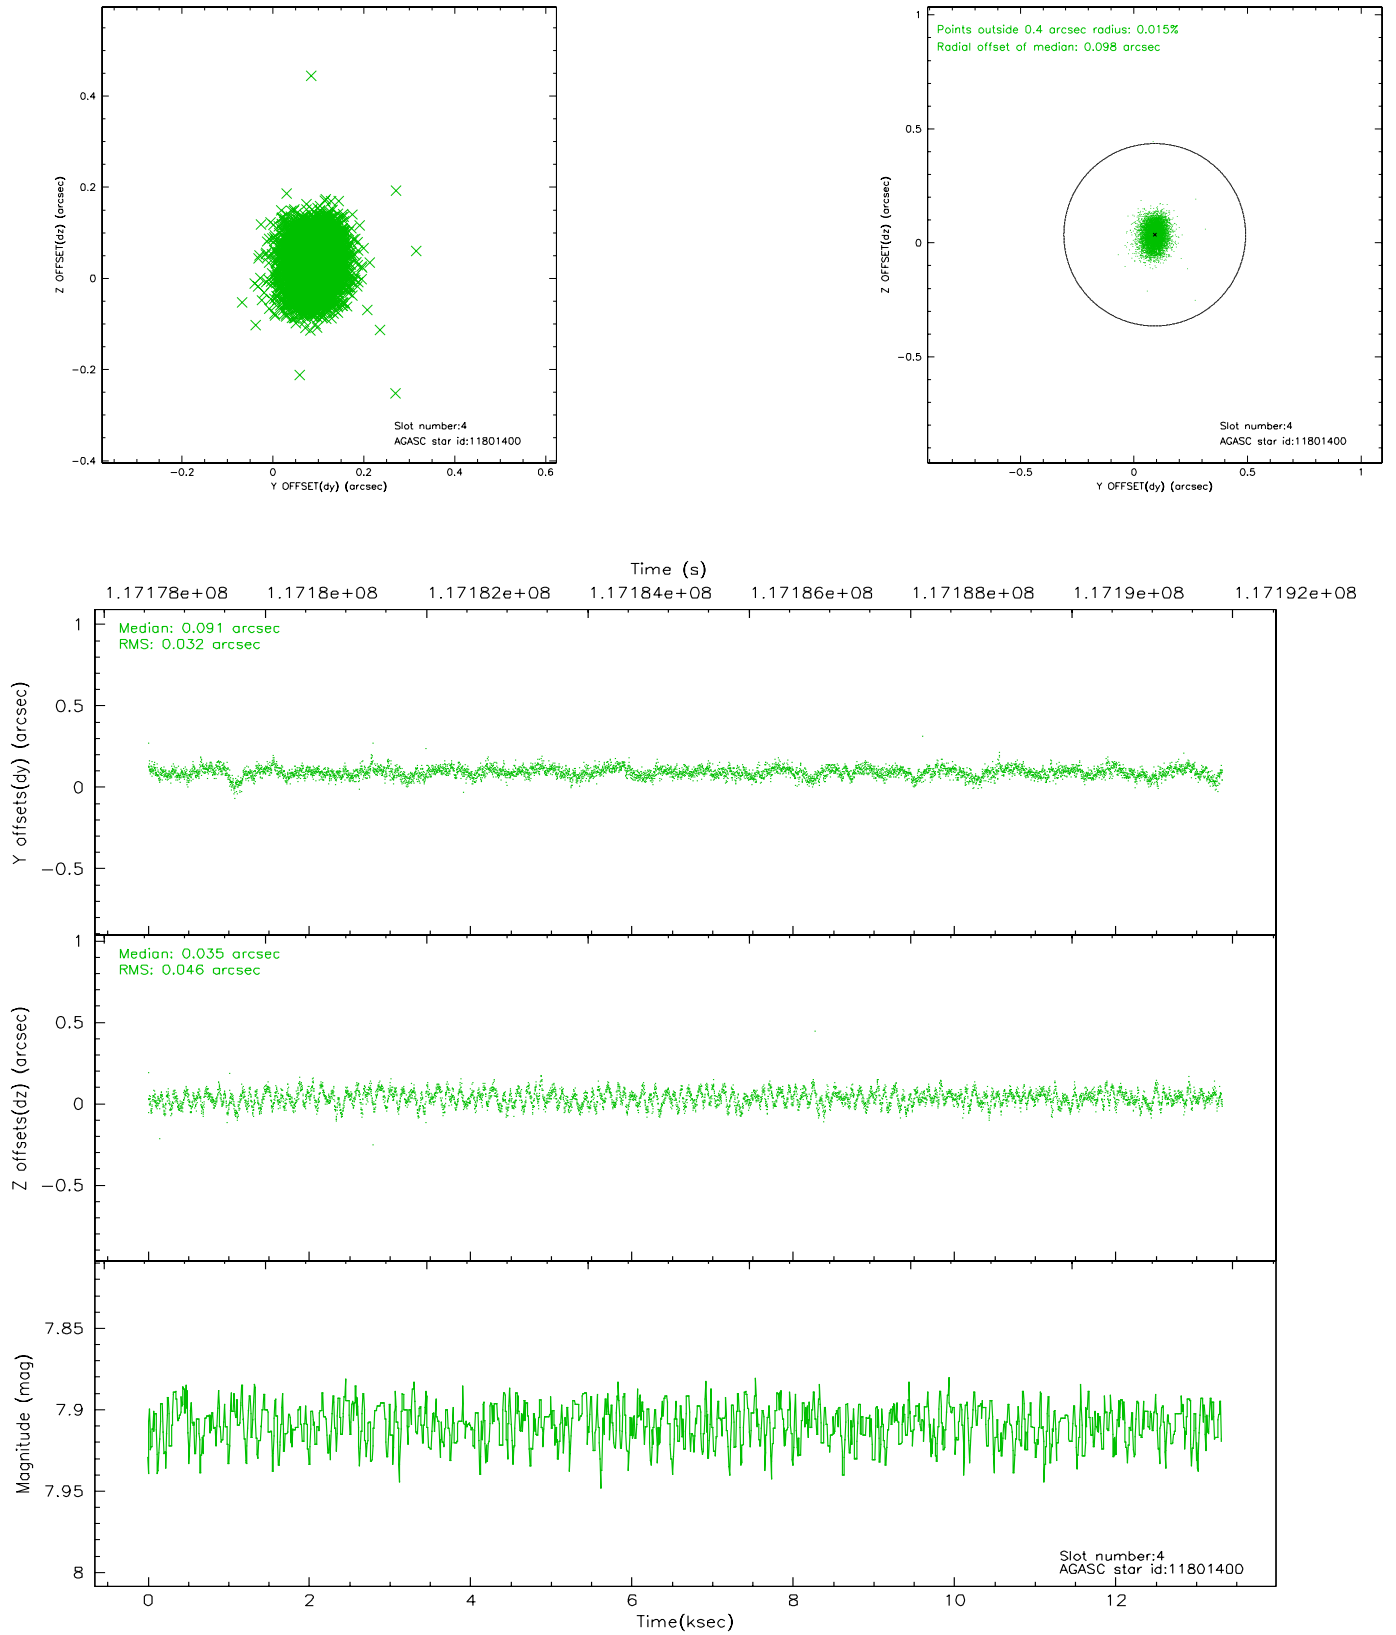 0.4
0.2
0
−0.2
−0.4
Z OFFSET(dz) (arcsec)
−0.2 0 0.2 0.4 0.6
Y OFFSET(dy) (arcsec)
Slot number:4
AGASC star id:11801400
Points outside 0.4 arcsec radius: 0.015%
Radial offset of median: 0.098 arcsec
1
0.5
0
−0.5
Z OFFSET(dz) (arcsec)
−0.5 0 0.5 1
Y OFFSET(dy) (arcsec)
Slot number:4
AGASC star id:11801400
Time (s)
1.17178e+08 1.1718e+08 1.17182e+08 1.17184e+08 1.17186e+08 1.17188e+08 1.1719e+08 1.17192e+08
Median: 0.091 arcsec
RMS: 0.032 arcsec
1
0.5
0
−0.5
Y offsets(dy) (arcsec)
Median: 0.035 arcsec
RMS: 0.046 arcsec
1
0.5
0
−0.5
Z offsets(dz) (arcsec)
7.85
7.9
7.95
8
Magnitude (mag)
Slot number:4
AGASC star id:11801400
0 2 4 6 8 10 12
Time(ksec)